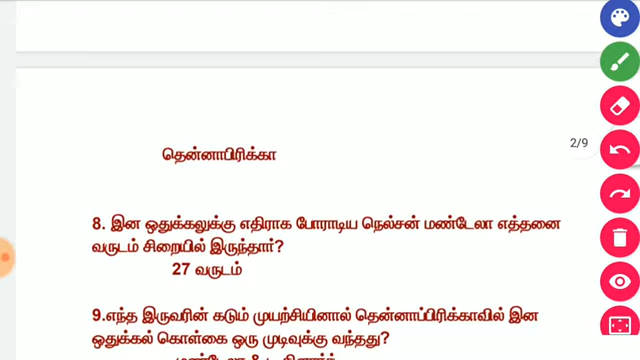 தென்னாபிரிக்கா
2/9
8. இன ஒதுக்கலுக்கு எதிராக போராடிய நெல்சன் மண்டேலா எத்தனை
வருடம் சிறையில் இருந்தார்?
27 வருடம்
9.எந்த இருவரின் கடும் முயற்சியினால் தென்னாப்பிரிக்காவில் இன
ஒதுக்கல் கொள்கை ஒரு முடிவுக்கு வந்தது?
மண்டேலா &